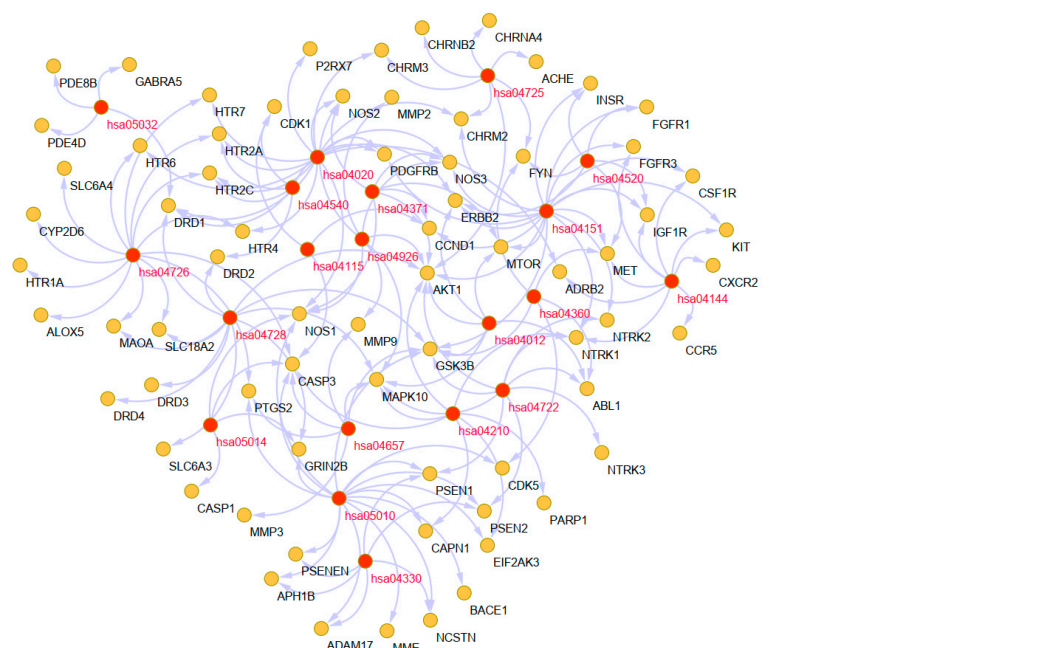 CHRNA4
CHRNB2
P2RX7
CHRM3
ACHE
PDE8B
GABRA5
hsa04725
INSR
HTR7
NOS2
MMP2
hsa05032
CDK1
FGFR1
PDE4D
CHRM2
HTR2A
HTR6
PDGFRB
NOS3
FYN
FGFR3
hsa04020
hsa04520
SLC6A4
HTR2C
CSF1R
hsa04540
hsa04371
ERBB2
CYP2D6
DRD1
hsa04151
IGF1R
HTR4
CCND1
KIT
hsa04115
hsa04926
MTOR
MET
hsa04726
DRD2
HTR1A
AKT1
ADRB2
CXCR2
hsa04144
hsa04360
ALOX5
NOS1
MMP9
hsa04728
MAOA
SLC18A2
hsa04012
NTRK2
CCR5
NTRK1
GSK3B
CASP3
MAPK10
DRD3
PTGS2
ABL1
hsa04722
DRD4
hsa04210
hsa05014
hsa04657
SLC6A3
GRIN2B
NTRK3
CDK5
PSEN1
CASP1
hsa05010
PARP1
MMP3
PSEN2
CAPN1
EIF2AK3
PSENEN
hsa04330
APH1B
BACE1
NCSTN
ADAM17
MME